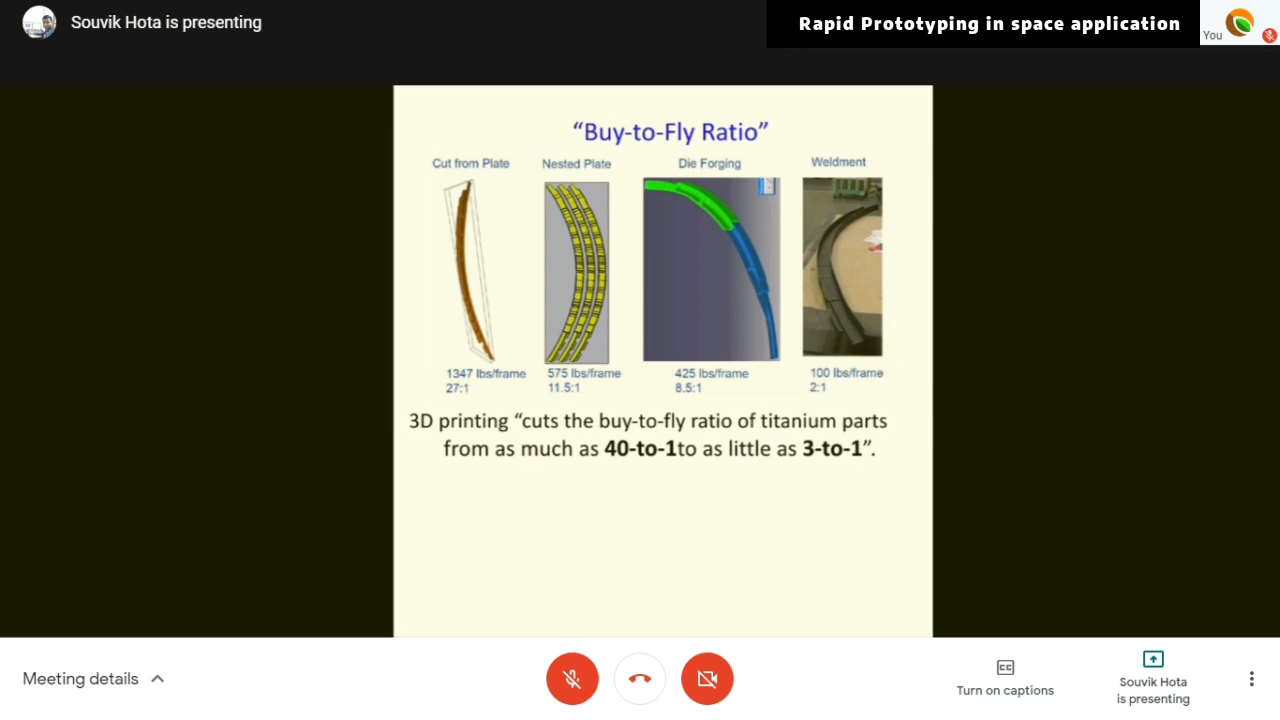 Souvik Hota is presenting
Rapid Prototyping in space application
You
“Buy-to-Fly Ratio”
Cut from Plate
Nested Plate
Die Forging
Weldment
1347 lbs/frame
27:1
575 lbs/frame
11.5:1
425 lbs/frame
8.5:1
100 lbs/frame
2:1
3D printing “cuts the buy-to-fly ratio of titanium parts
from as much as 40-to-1to as little as 3-to-1”.
Meeting details
CC
Turn on captions
Souvik Hota
is presenting